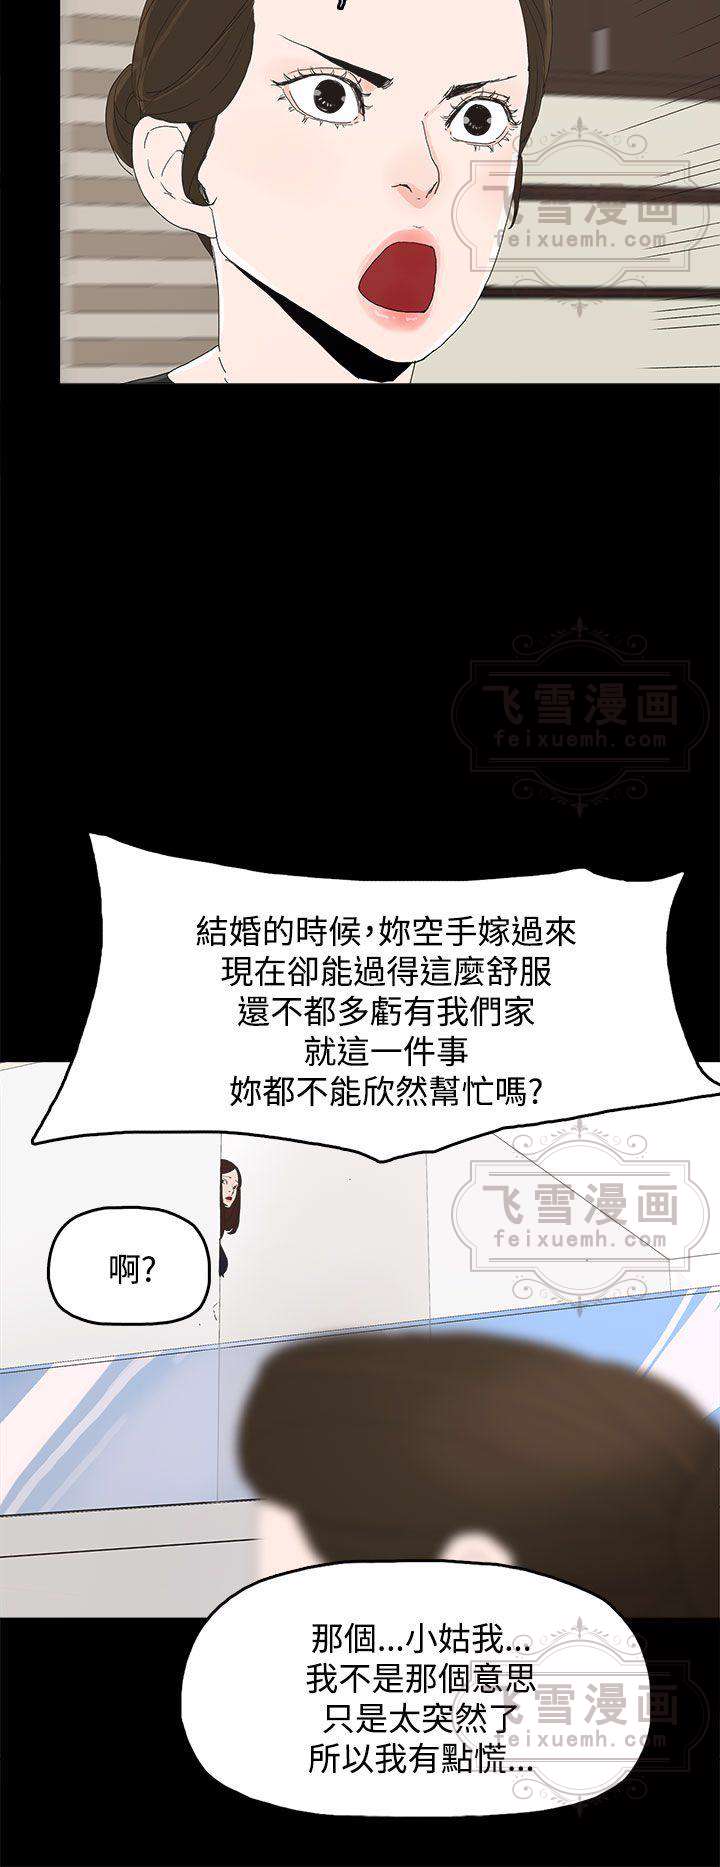 飞雪漫画
feixuemh.com
飞雪漫画
feixuemh.com
結婚的時候,妳空手嫁過來
現在卻能過得這麼舒服
還不都多虧有我們家
就這一件事
妳都不能欣然幫忙嗎?
飞雪漫画
feixuemh.com
啊?
那個...小姑我...
我不是那個意思
只是太突然了
所以我有點慌...
飞雪漫画
feixuemh.com